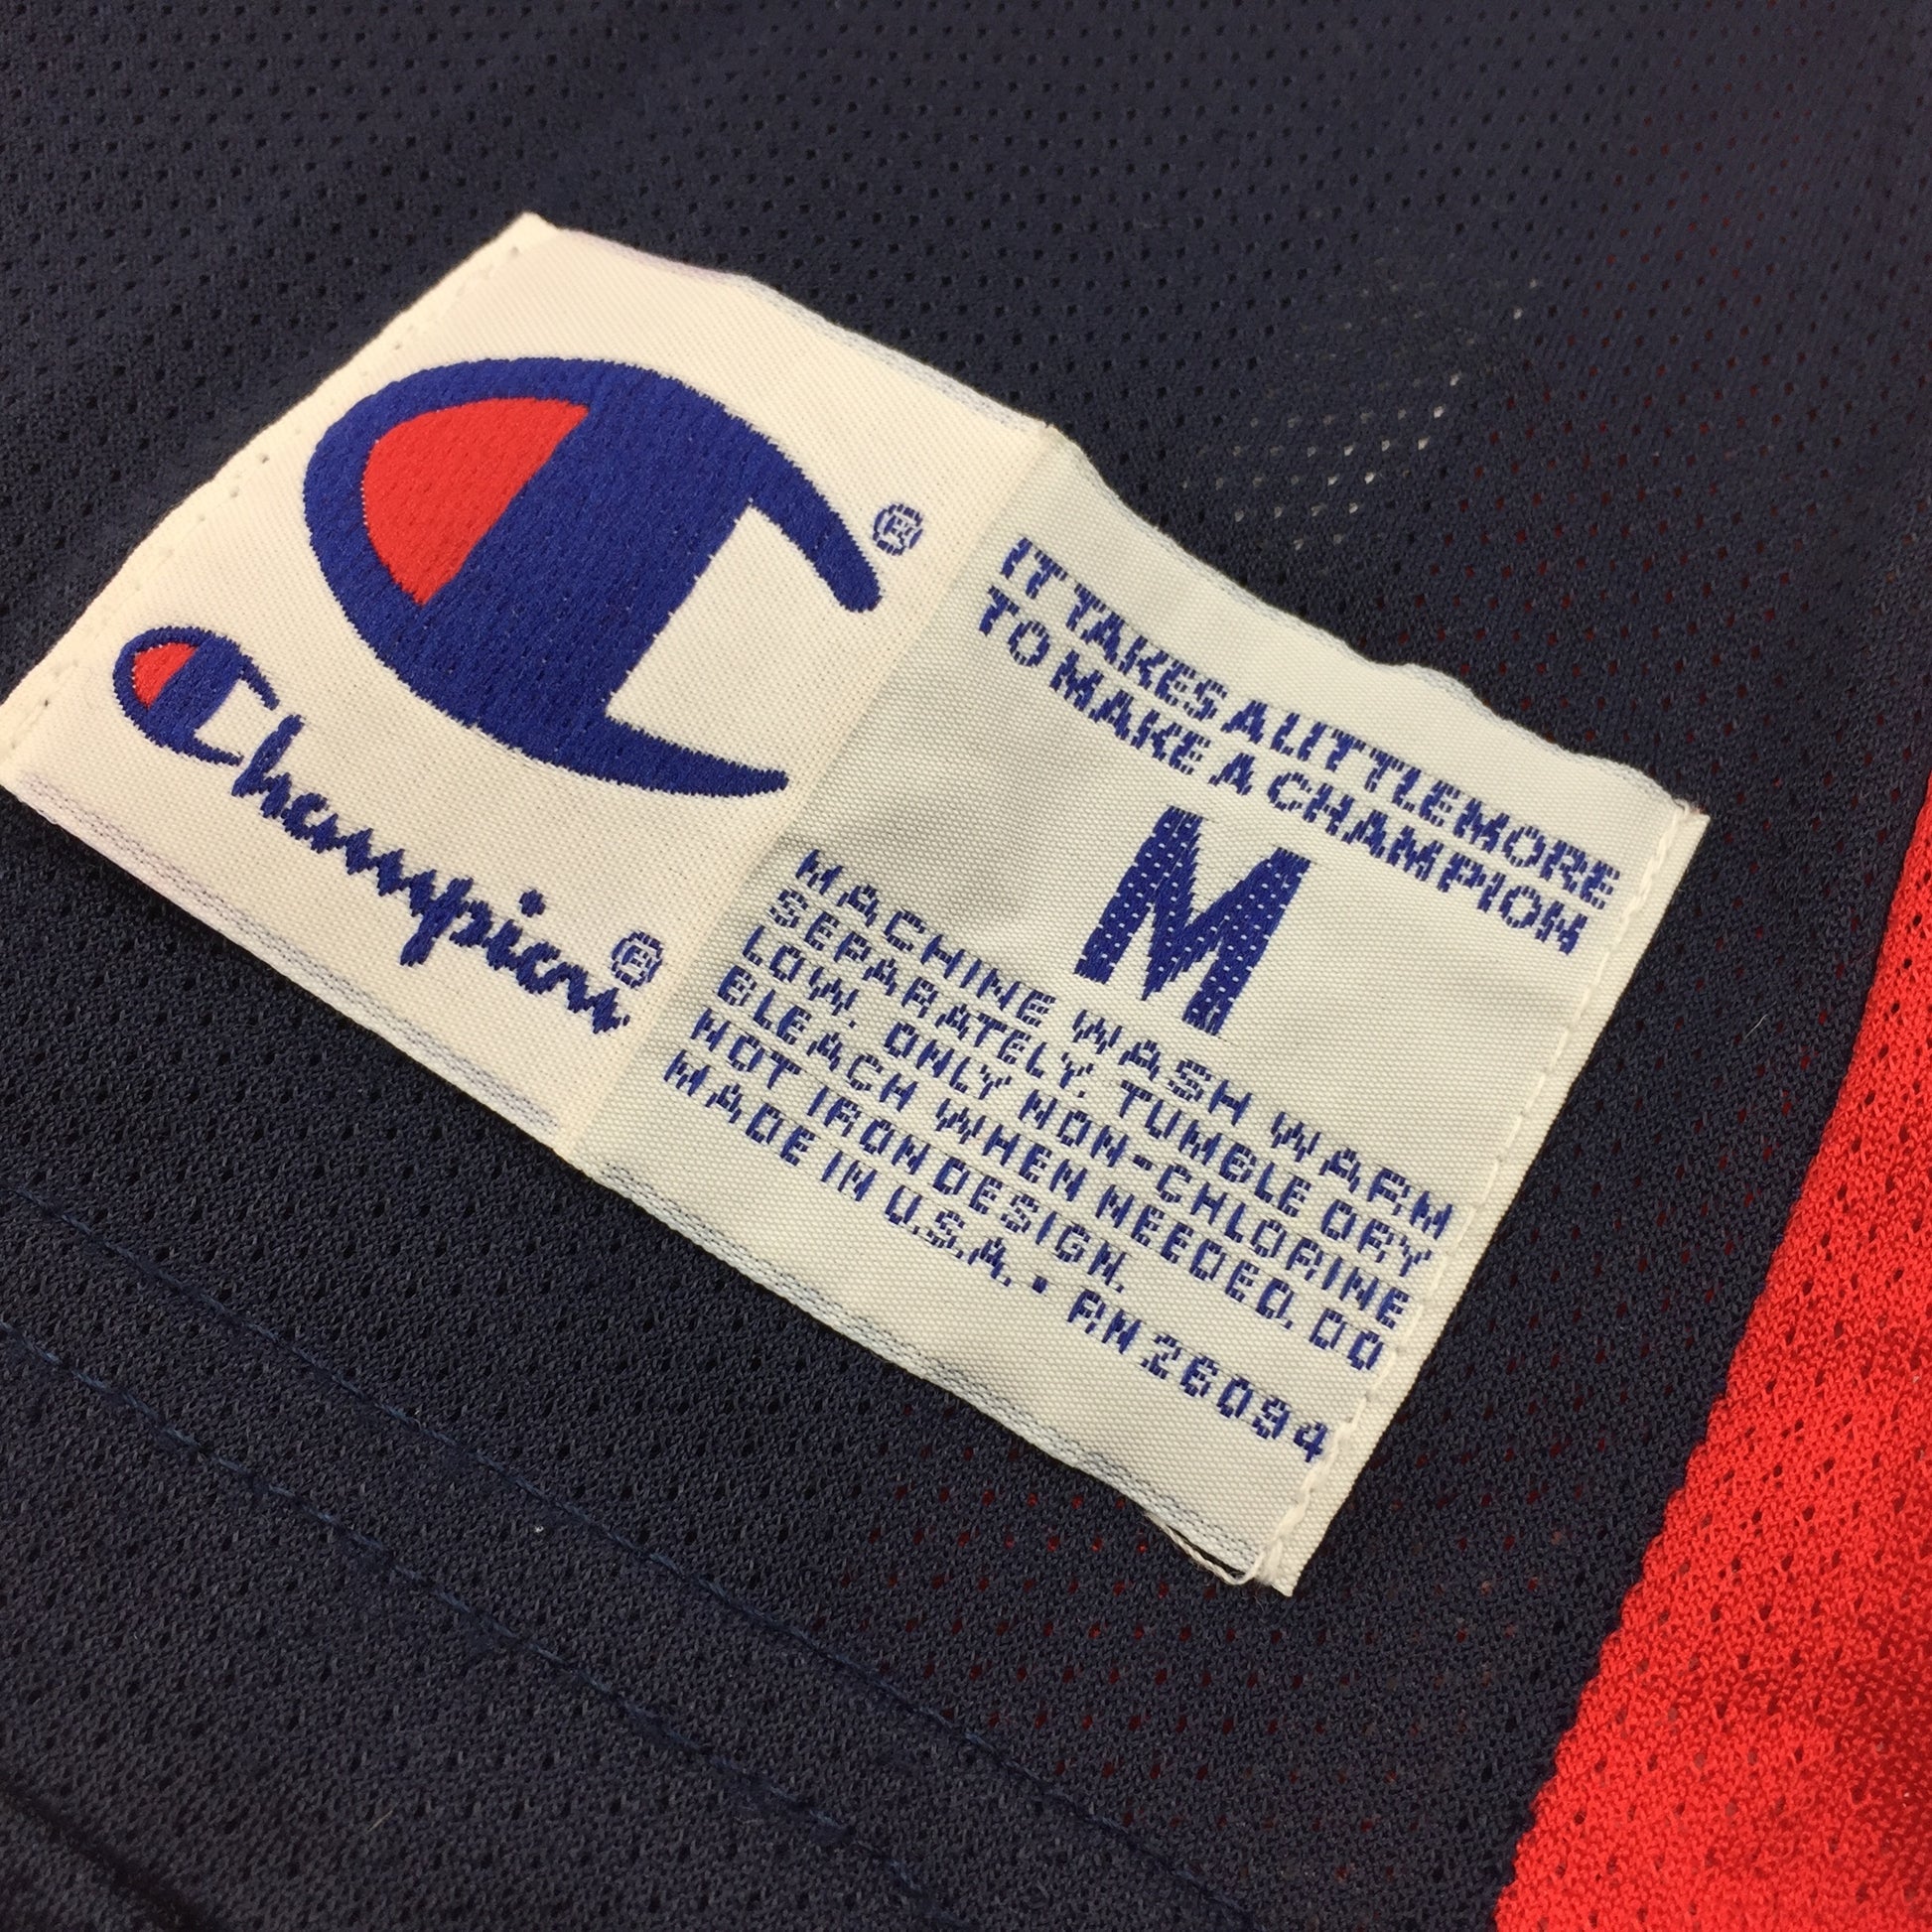 ®
Champion®
IT TAKES A LITTLE MORE
TO MAKE A CHAMPION
M
MACHINE WASH WARM
SEPARATELY. TUMBLE DRY
LOW. ONLY NON-CHLORINE
BLEACH WHEN NEEDED. DO
NOT IRON DESIGN.
MADE IN U.S.A. • RN 26094